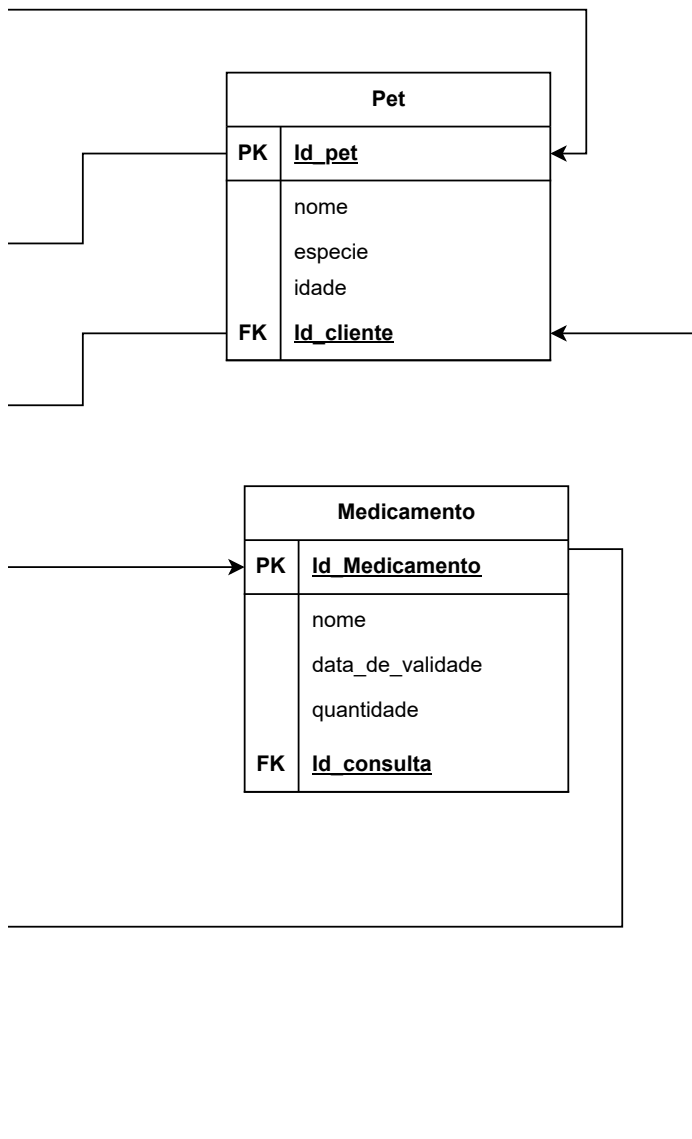 Pet
PK Id_pet
nome
especie
idade
FK Id_cliente
Medicamento
PK Id_Medicamento
nome
data_de_validade
quantidade
FK Id_consulta